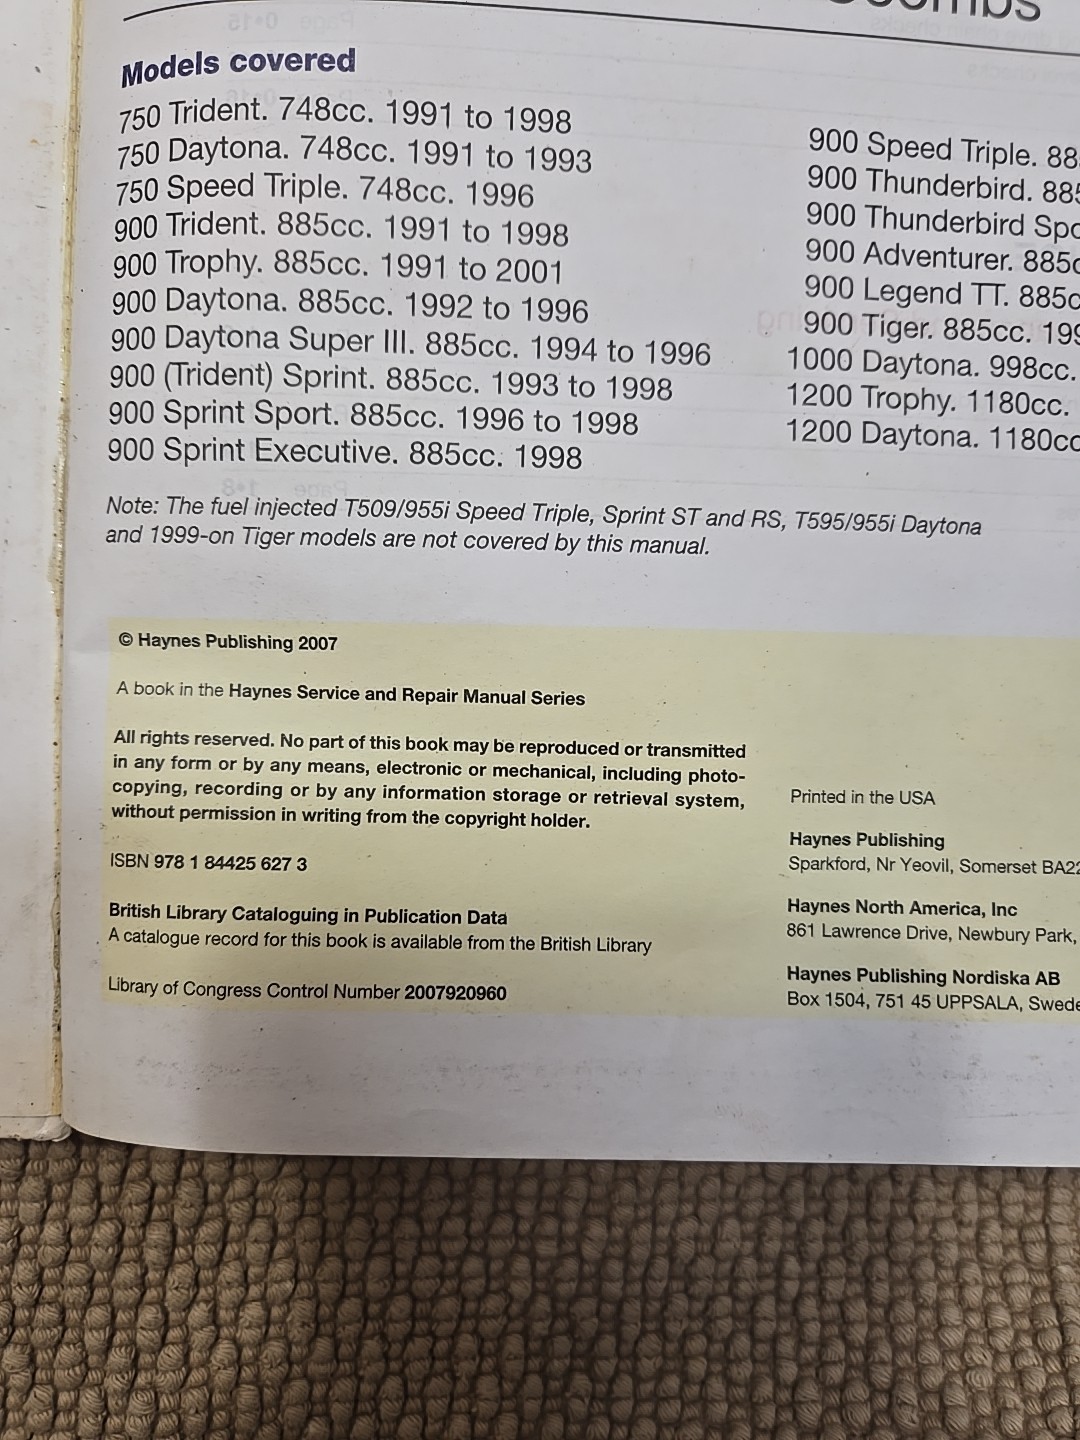 Models covered
750 Trident. 748cc. 1991 to 1998
750 Daytona. 748cc. 1991 to 1993
750 Speed Triple. 748cc. 1996
900 Trident. 885cc. 1991 to 1998
900 Trophy. 885cc. 1991 to 2001
900 Daytona. 885cc. 1992 to 1996
900 Daytona Super III. 885cc. 1994 to 1996
900 (Trident) Sprint. 885cc. 1993 to 1998
900 Sprint Sport. 885cc. 1996 to 1998
900 Sprint Executive. 885cc. 1998
900 Speed Triple. 88
900 Thunderbird. 885
900 Thunderbird Spo
900 Adventurer. 885c
900 Legend TT. 885c
900 Tiger. 885cc. 199
1000 Daytona. 998cc.
1200 Trophy. 1180cc.
1200 Daytona. 1180cc
Note: The fuel injected T509/955i Speed Triple, Sprint ST and RS, T595/955i Daytona
and 1999-on Tiger models are not covered by this manual.
© Haynes Publishing 2007
A book in the Haynes Service and Repair Manual Series
All rights reserved. No part of this book may be reproduced or transmitted
in any form or by any means, electronic or mechanical, including photo-
copying, recording or by any information storage or retrieval system,
without permission in writing from the copyright holder.
ISBN 978 1 84425 627 3
British Library Cataloguing in Publication Data
A catalogue record for this book is available from the British Library
Library of Congress Control Number 2007920960
Printed in the USA
Haynes Publishing
Sparkford, Nr Yeovil, Somerset BA22
Haynes North America, Inc
861 Lawrence Drive, Newbury Park,
Haynes Publishing Nordiska AB
Box 1504, 751 45 UPPSALA, Swede